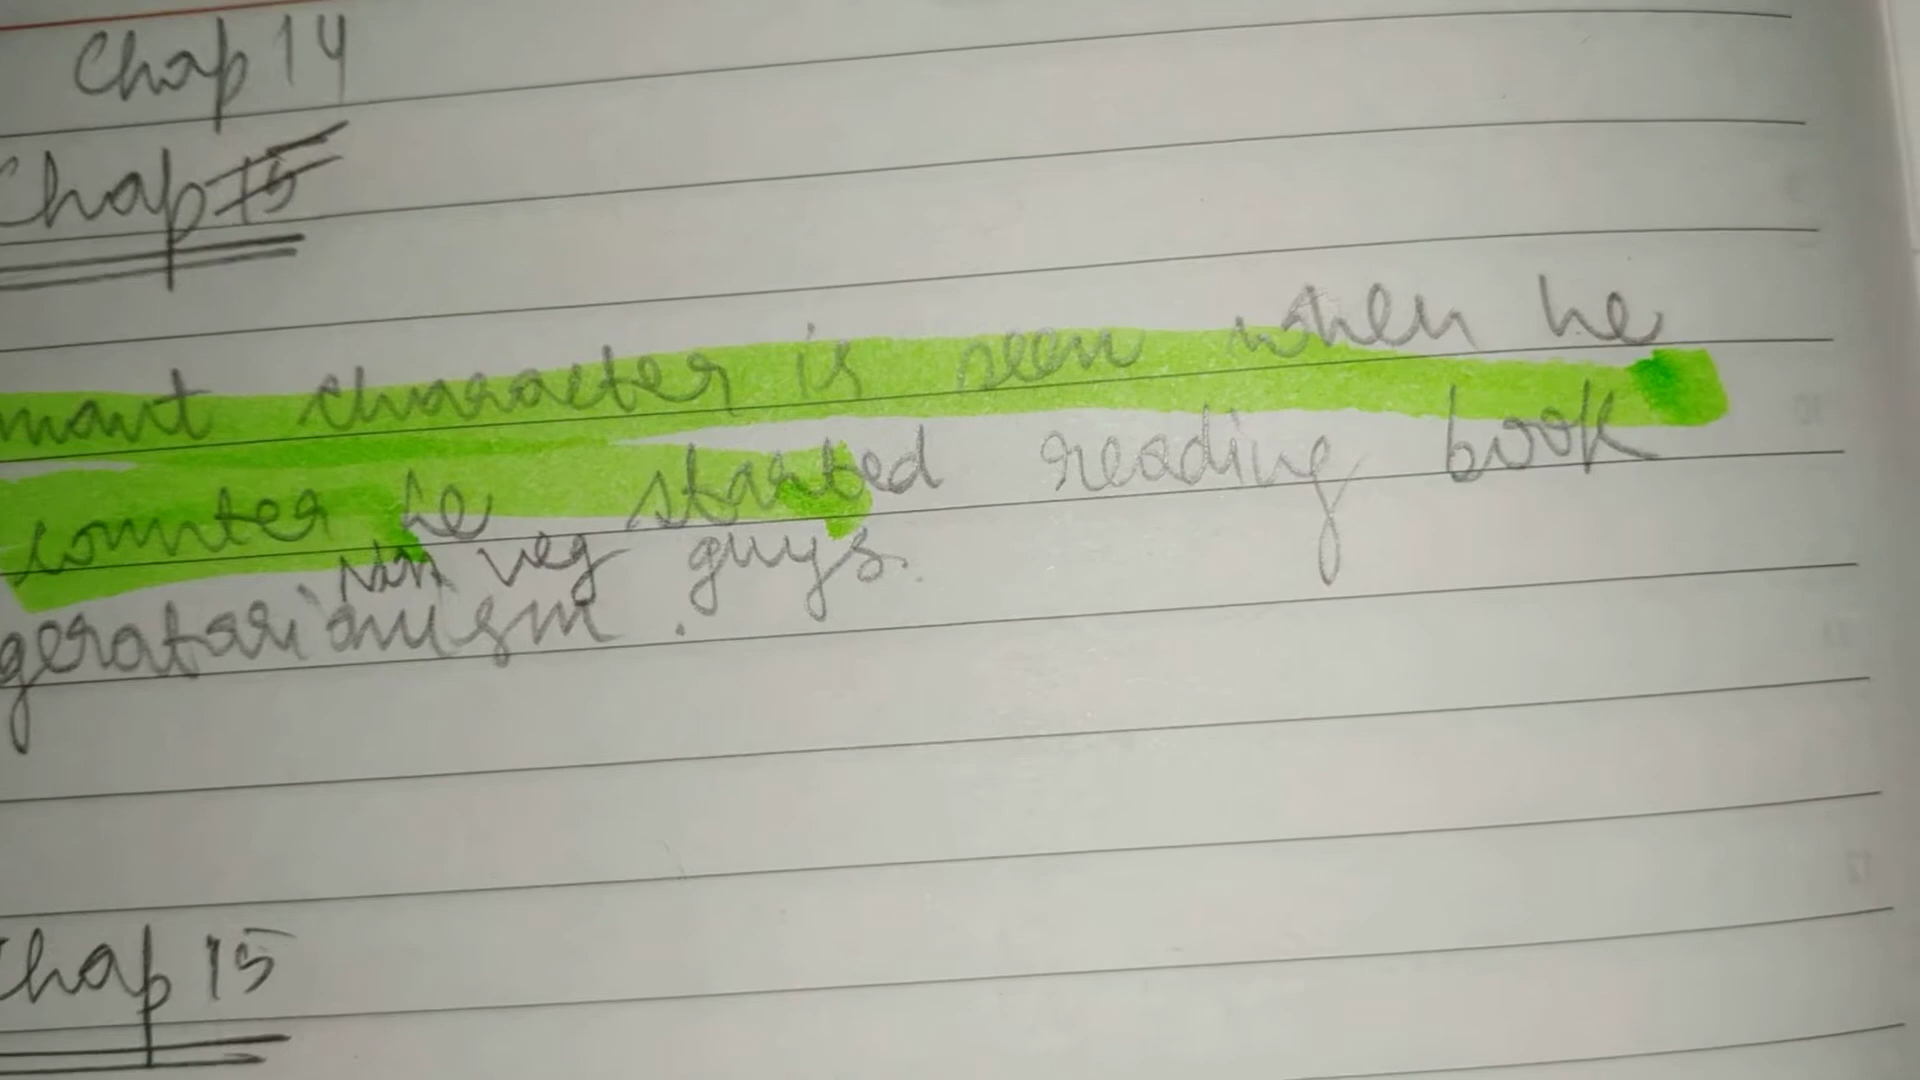 Chap 14
Chap 15
mant character is seen when he
counter he started reading book
Non veg guys.
geratarianism.
Chap 15